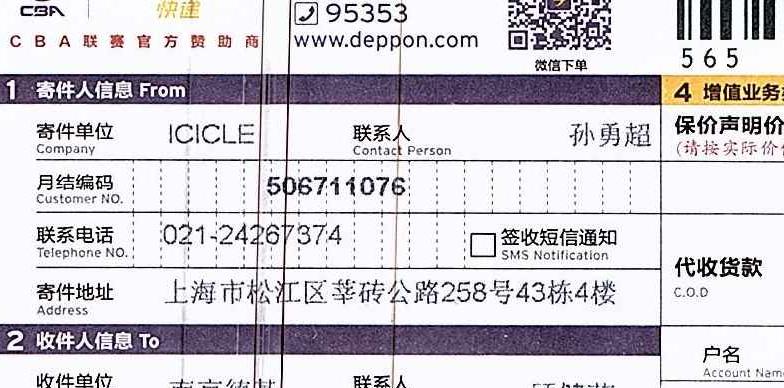 CBA 快递
95353
CBA联赛官方赞助商
www.deppon.com
微信下单
565
1 寄件人信息 From
4 增值业务
寄件单位 ICICLE 联系人 孙勇超
Company Contact Person
保价声明价
(请按实际价
月结编码 506711076
Customer NO.
联系电话 021-24267374 签收短信通知
Telephone NO. SMS Notification
代收货款
C.O.D
寄件地址 上海市松江区莘砖公路258号43栋4楼
Address
2 收件人信息 To
户名
Account Name
收件单位 联系人